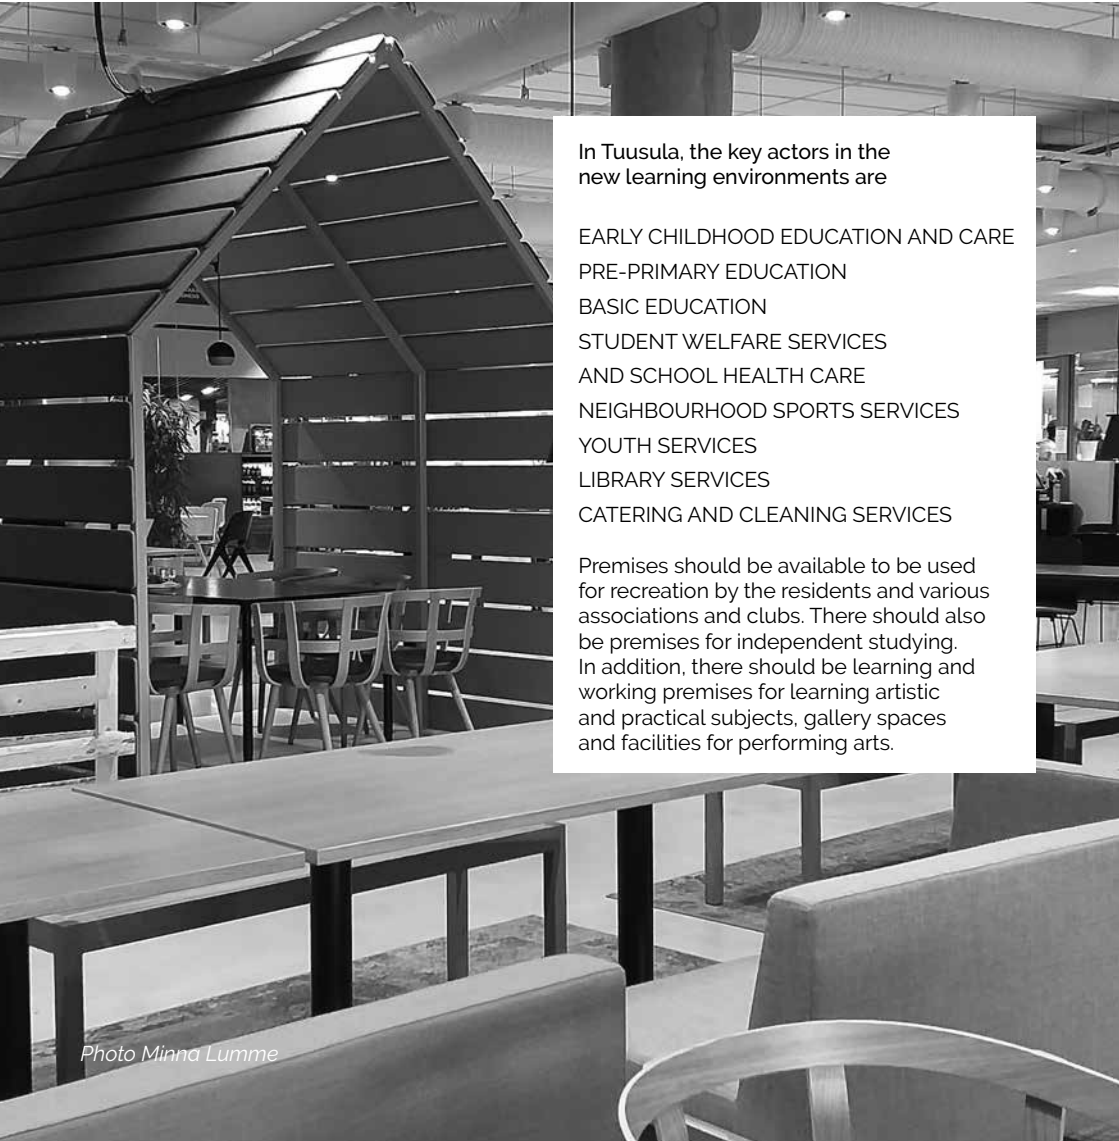 In Tuusula, the key actors in the
new learning environments are
EARLY CHILDHOOD EDUCATION AND CARE
PRE-PRIMARY EDUCATION
BASIC EDUCATION
STUDENT WELFARE SERVICES
AND SCHOOL HEALTH CARE
NEIGHBOURHOOD SPORTS SERVICES
YOUTH SERVICES
LIBRARY SERVICES
CATERING AND CLEANING SERVICES
Premises should be available to be used
for recreation by the residents and various
associations and clubs. There should also
be premises for independent studying.
In addition, there should be learning and
working premises for learning artistic
and practical subjects, gallery spaces
and facilities for performing arts.
Photo Minna Lumme